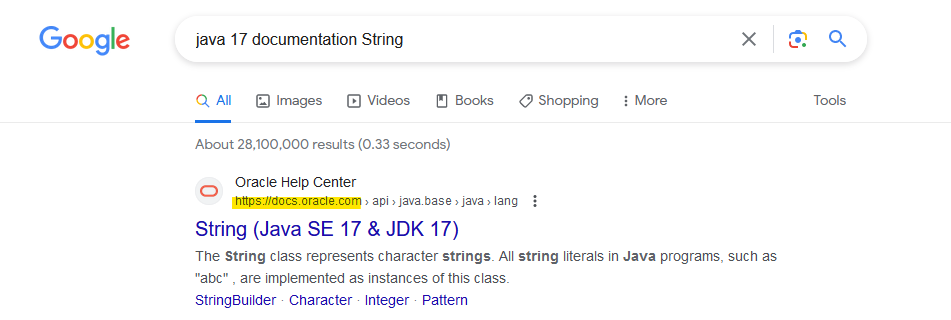 Google
java 17 documentation String
All Images Videos Books Shopping More Tools
About 28,100,000 results (0.33 seconds)
Oracle Help Center
https://docs.oracle.com › api › java.base › java › lang
String (Java SE 17 & JDK 17)
The String class represents character strings. All string literals in Java programs, such as
"abc" , are implemented as instances of this class.
StringBuilder · Character · Integer · Pattern